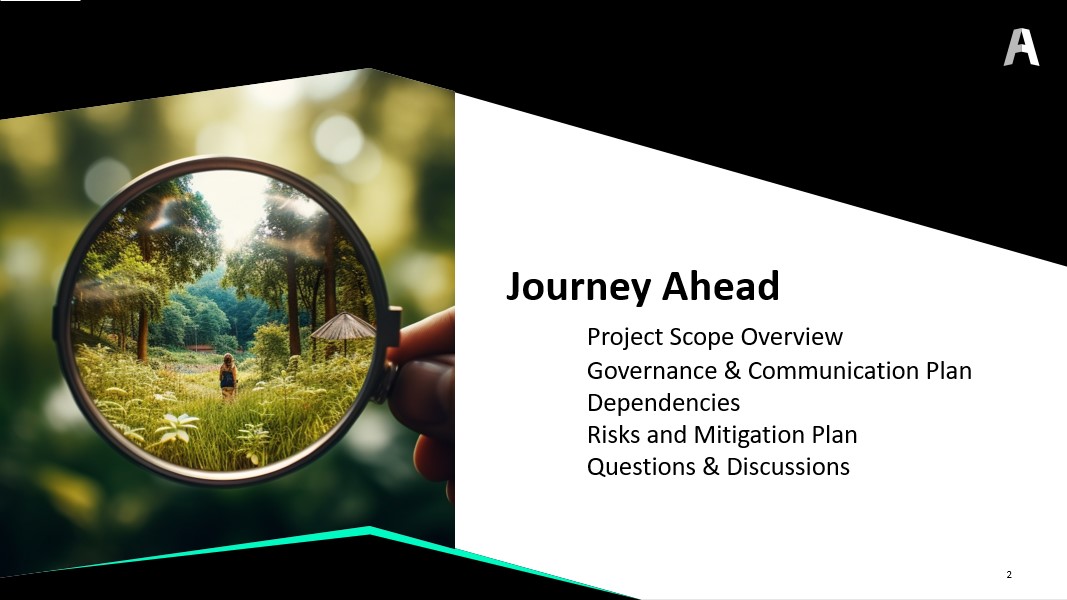 A
Journey Ahead
Project Scope Overview
Governance & Communication Plan
Dependencies
Risks and Mitigation Plan
Questions & Discussions
2